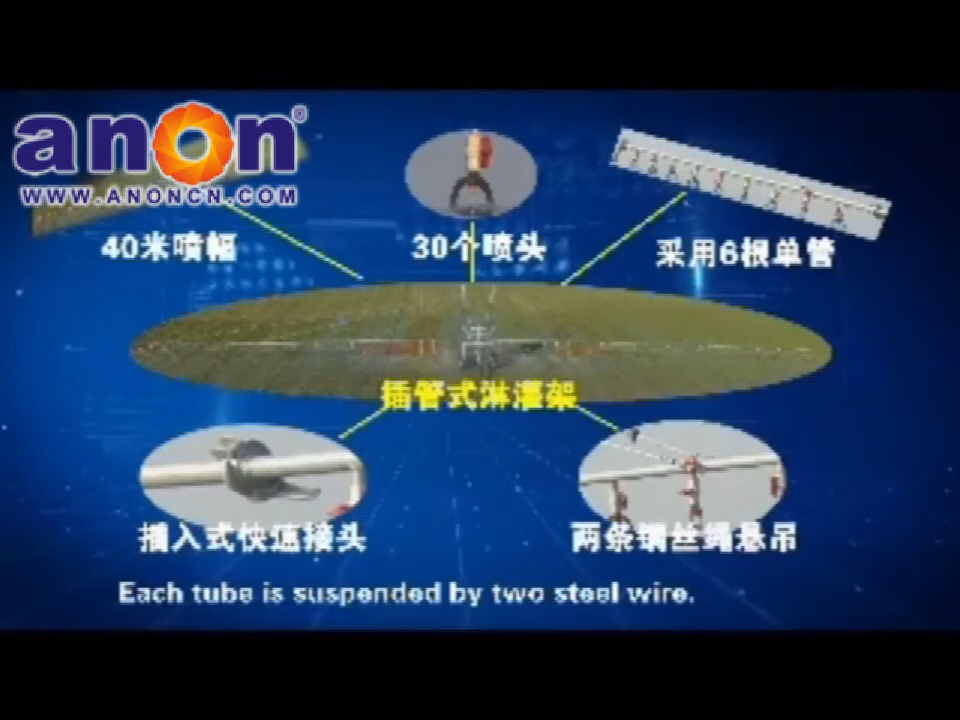 anon®
WWW.ANONCN.COM
40米喷幅
30个喷头
采用6根单管
插管式淋灌架
插入式快速接头
两条钢丝绳悬吊
Each tube is suspended by two steel wire.